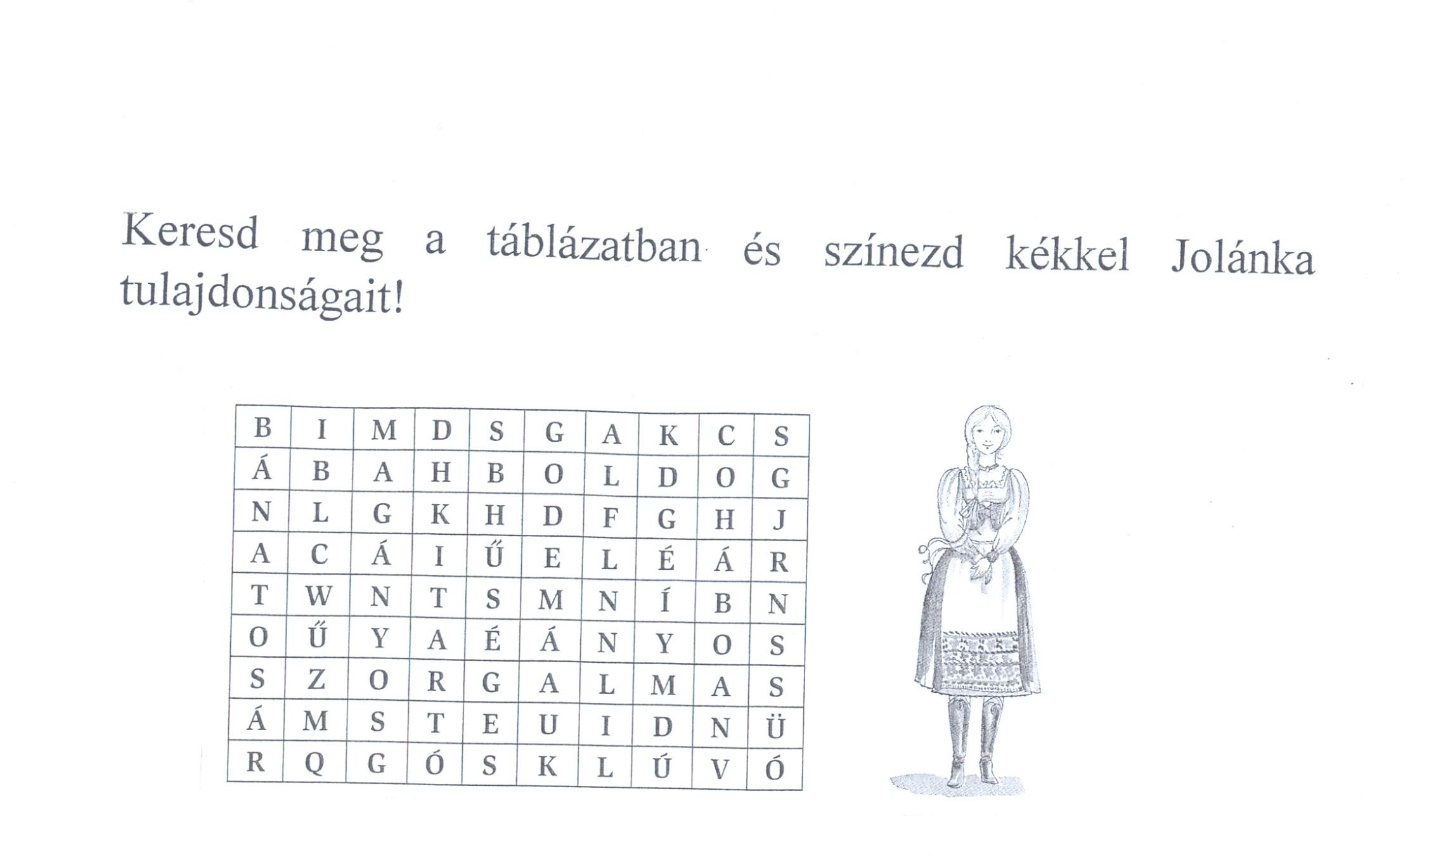 Keresd meg a táblázatban és színezd kékkel Jolánka
tulajdonságait!
B I M D S G A K C S
Á B A H B O L D O G
N L G K H D F G H J
A C Á I Ű E L É Á R
T W N T S M N Í B N
O Ű Y A É Á N Y O S
S Z O R G A L M A S
Á M S T E U I D N Ü
R Q G Ó S K L Ú V Ó